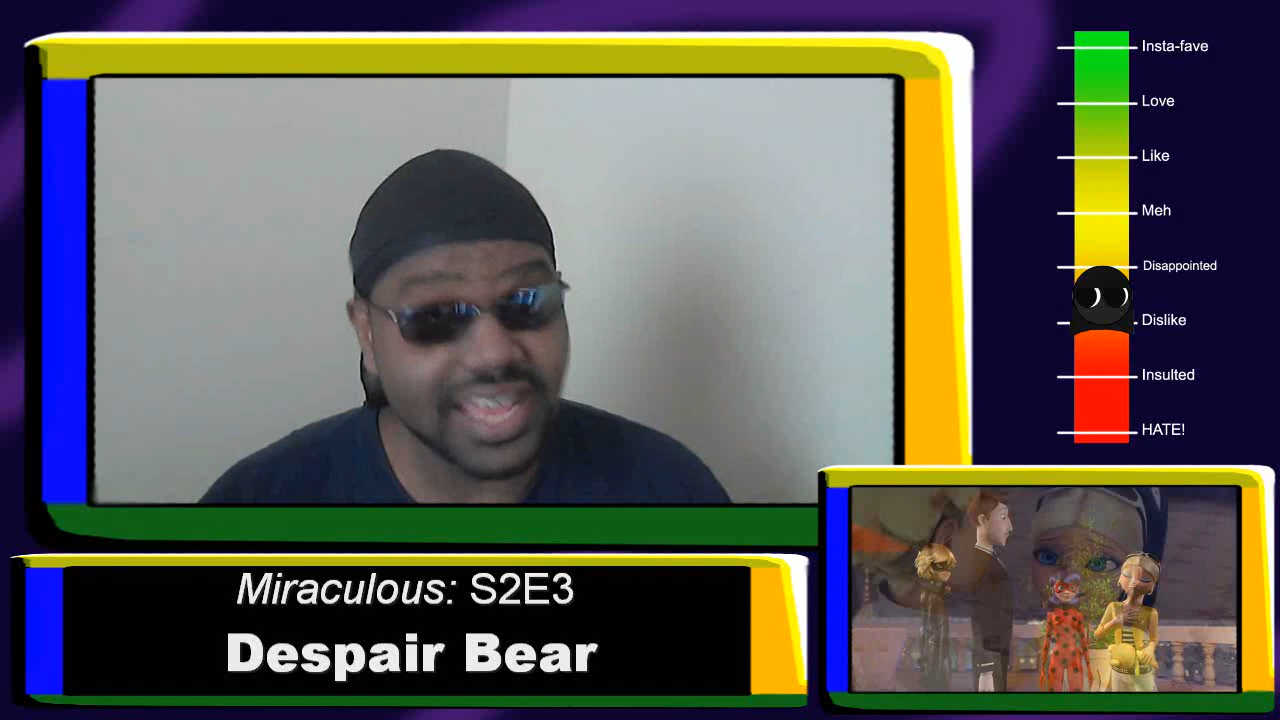 Insta-fave
Love
Like
Meh
Disappointed
Dislike
Insulted
HATE!
Miraculous: S2E3
Despair Bear